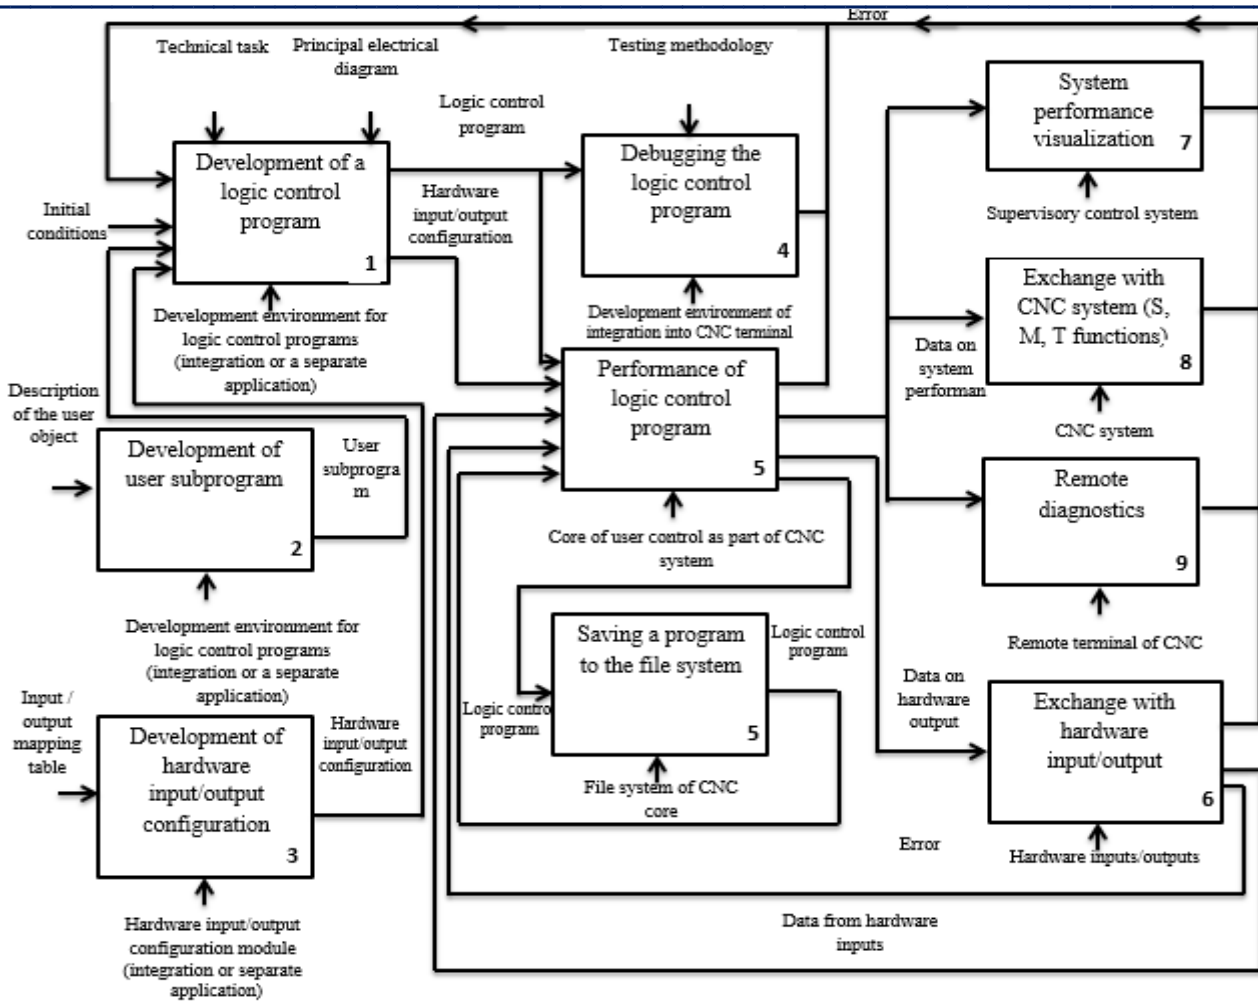 Error
Technical task
Principal electrical
diagram
Testing methodology
Logic control
program
System
performance
visualization
7
Development of a
logic control
program
1
Debugging the
logic control
program
4
Initial
conditions
Hardware
input/output
configuration
Supervisory control system
Exchange with
CNC system (S,
M, T functions)
8
Development environment for
logic control programs
(integration or a separate
application)
Development environment of
integration into CNC terminal
Data on
system
performan
Performance of
logic control
program
5
Description
of the user
object
CNC system
Development of
user subprogram
2
User
subprogra
m
Remote
diagnostics
9
Core of user control as part of CNC
system
Development environment for
logic control programs
(integration or a separate
application)
Saving a program
to the file system
5
Logic control
program
Remote terminal of CNC
Logic contro
program
Data on
hardware
output
Exchange with
hardware
input/output
6
Input /
output
mapping
table
Development of
hardware
input/output
configuration
3
Hardware
input/output
configuration
File system of CNC
core
Error
Hardware inputs/outputs
Hardware input/output
configuration module
(integration or separate
application)
Data from hardware
inputs